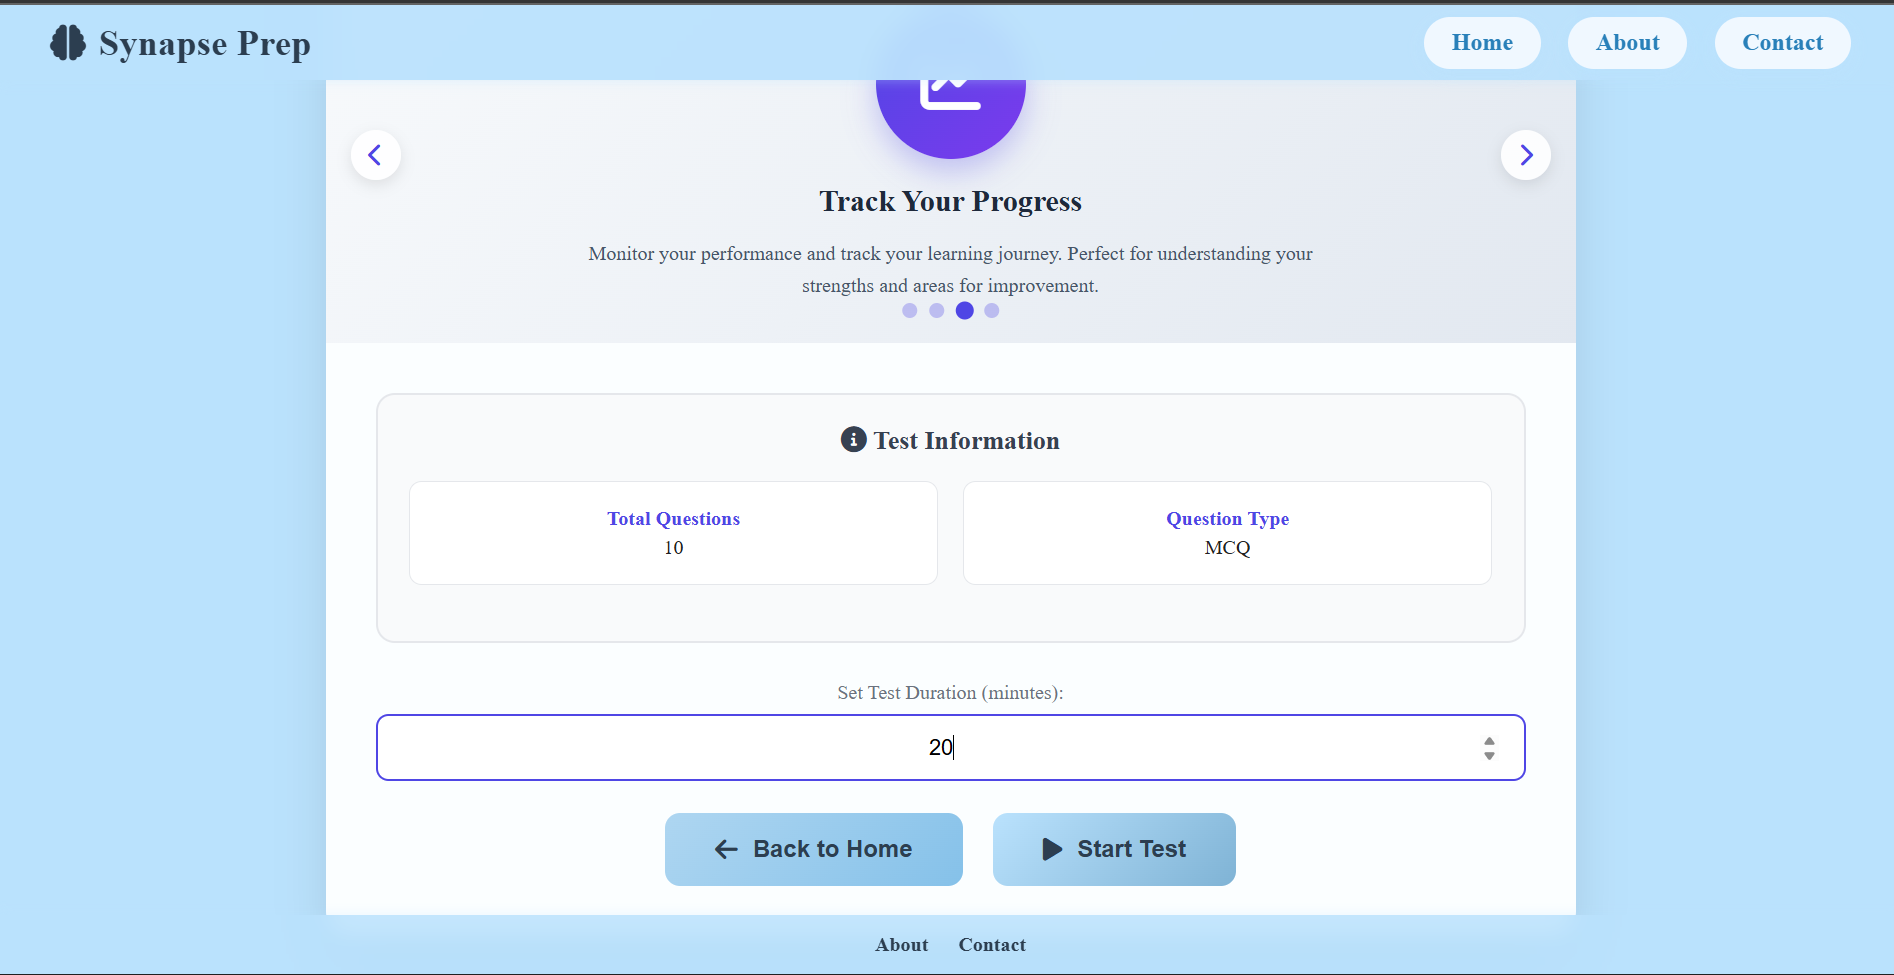 Synapse Prep
Home
About
Contact
Track Your Progress
Monitor your performance and track your learning journey. Perfect for understanding your
strengths and areas for improvement.
Test Information
Total Questions
10
Question Type
MCQ
Set Test Duration (minutes):
20
Back to Home
Start Test
About
Contact